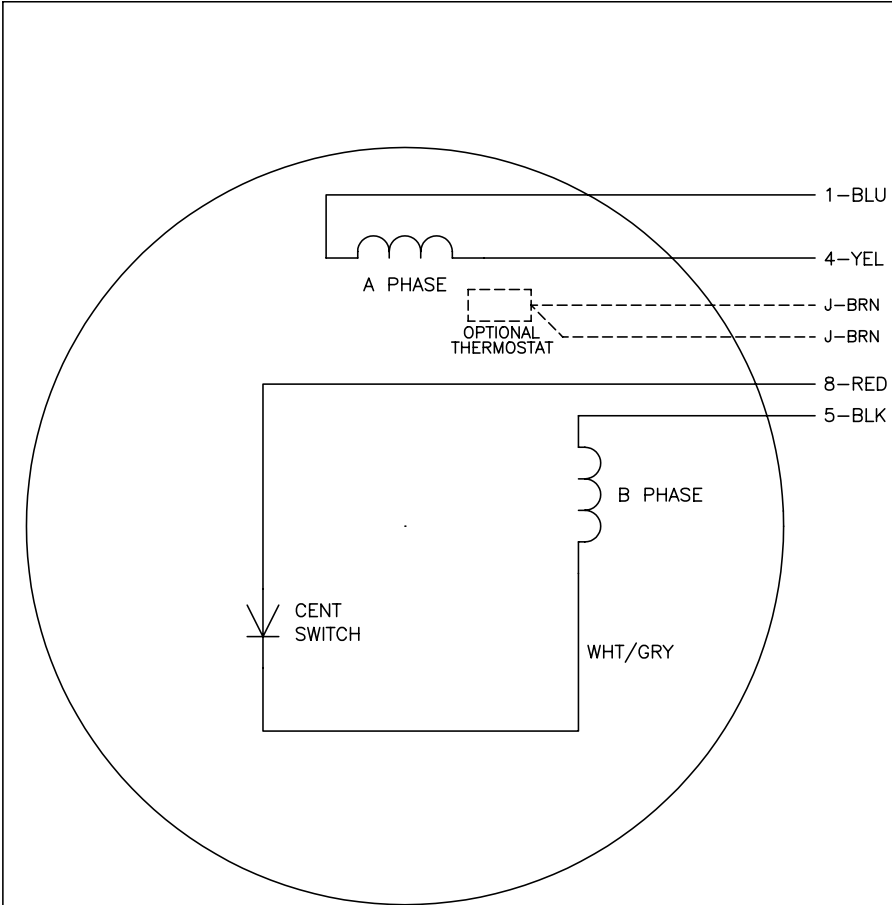 1-BLU
4-YEL
A PHASE
J-BRN
OPTIONAL
THERMOSTAT
J-BRN
8-RED
5-BLK
B PHASE
CENT
SWITCH
WHT/GRY